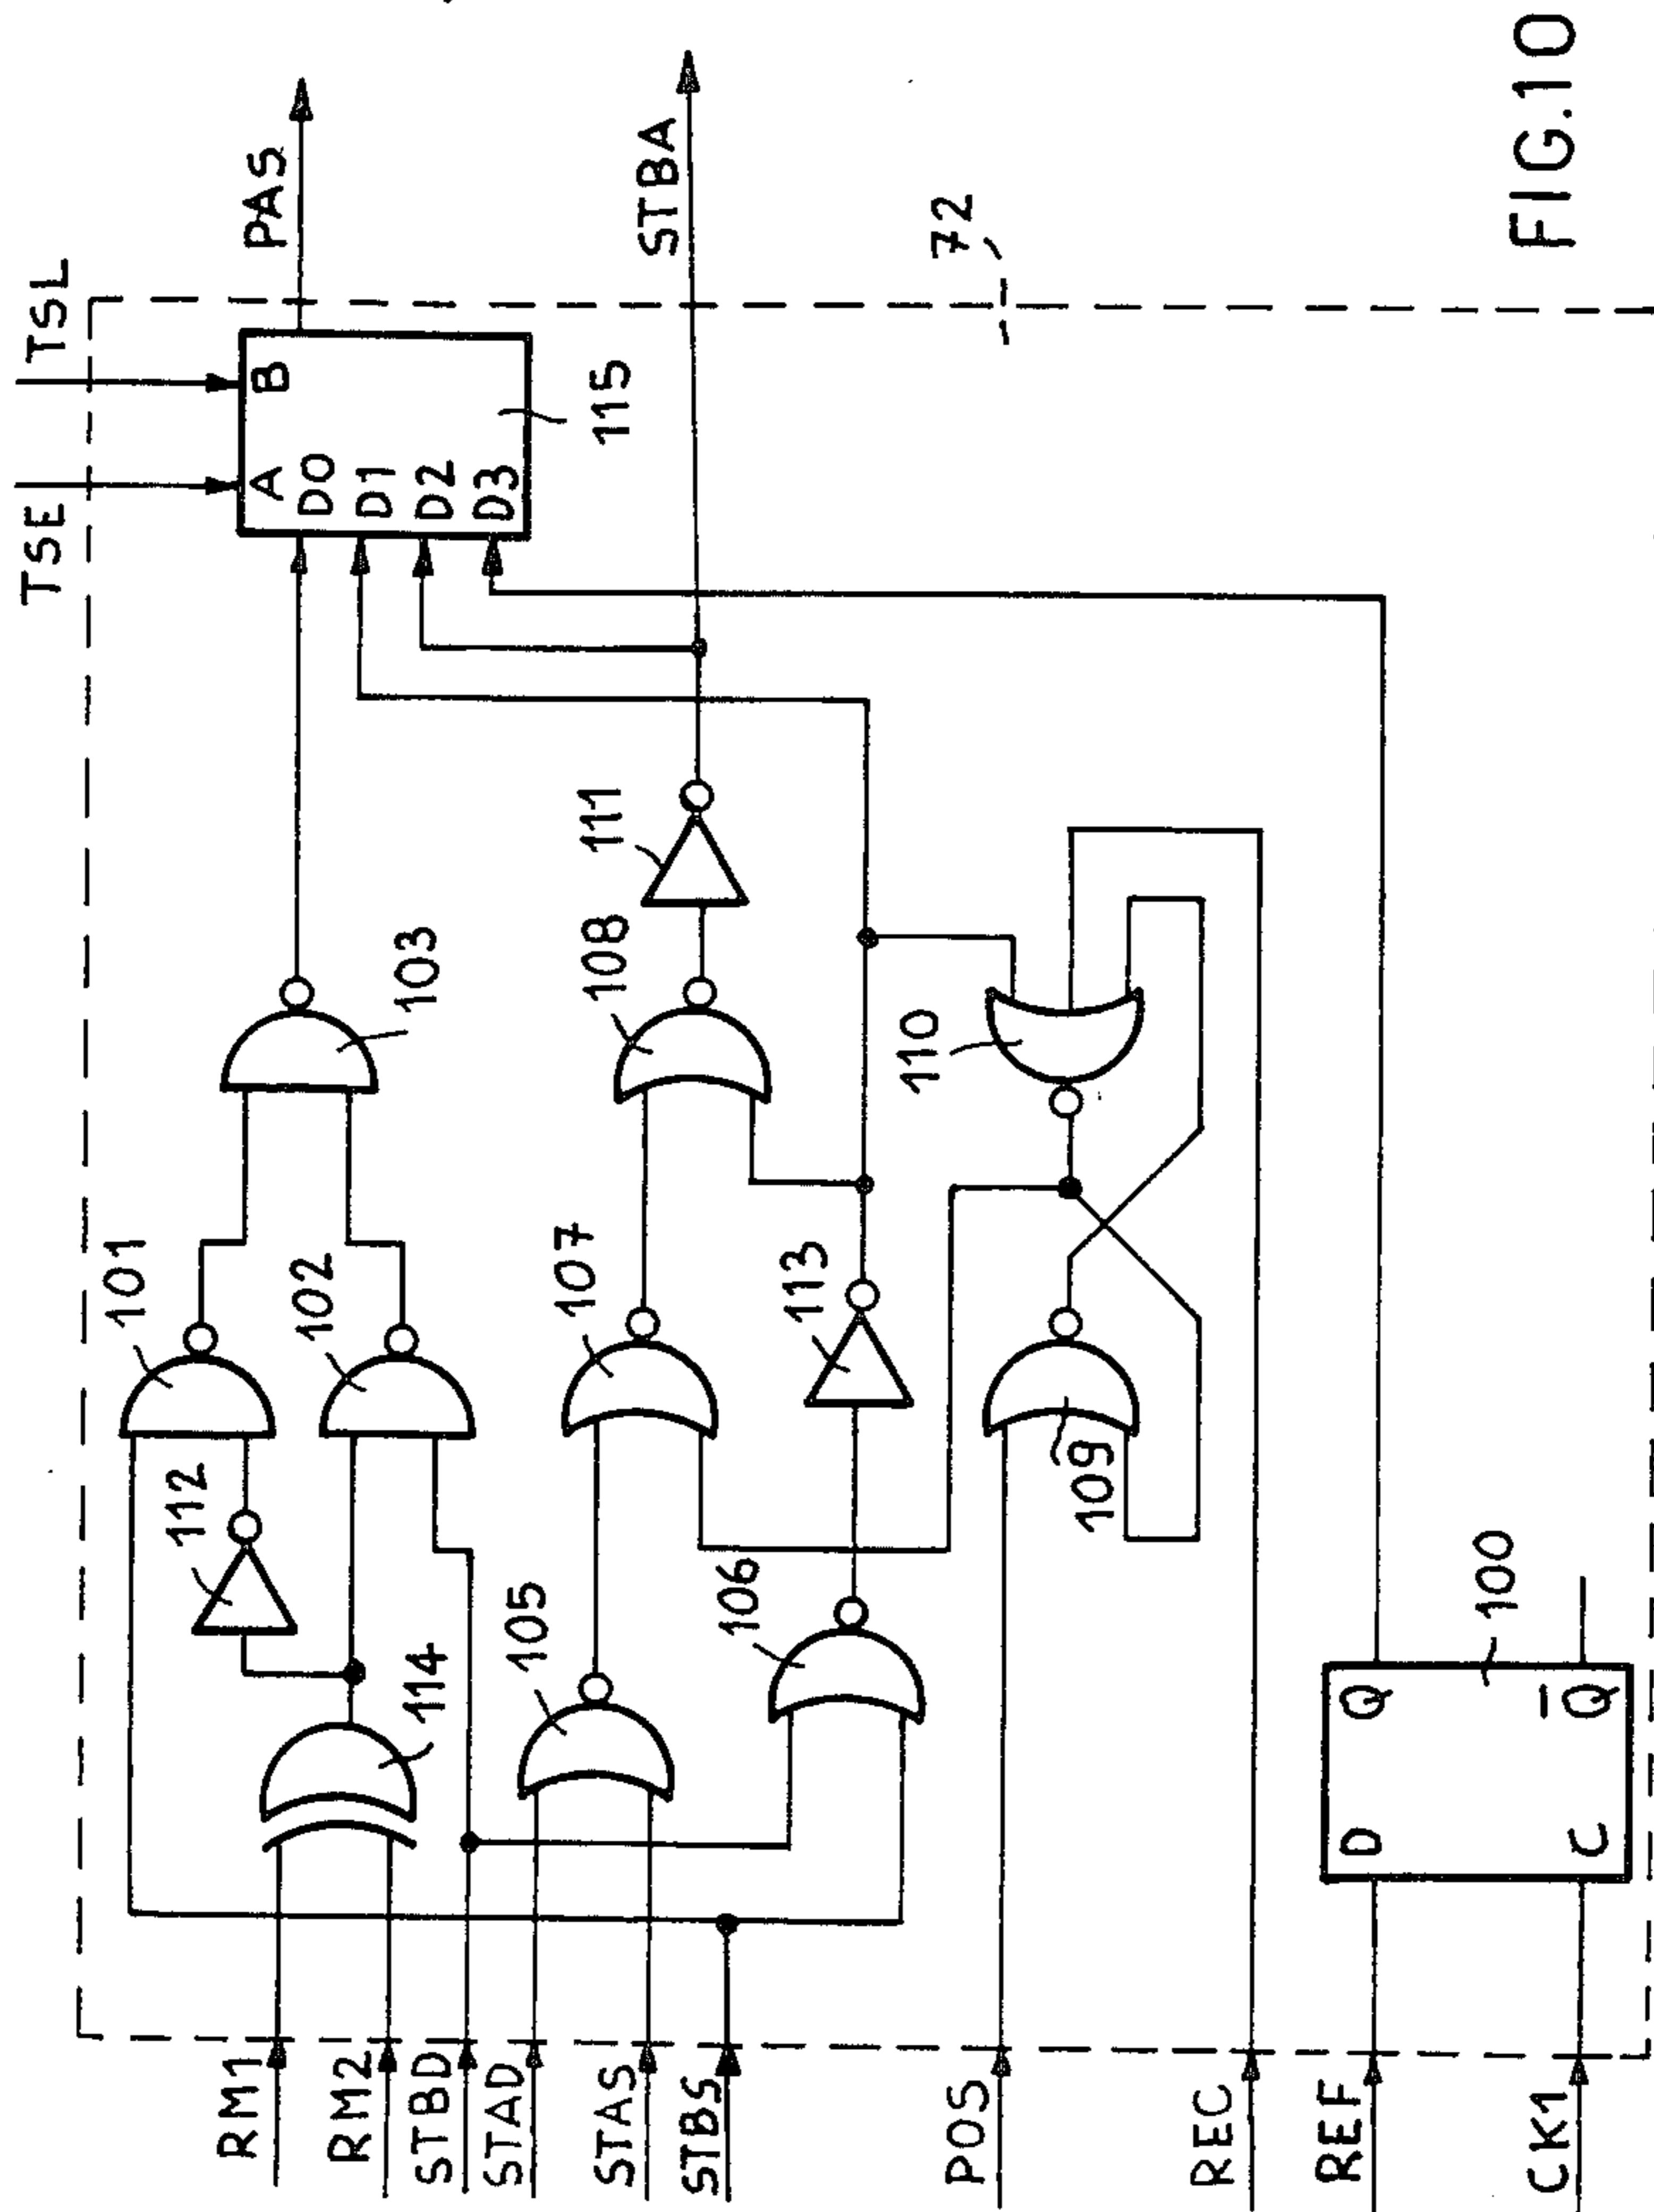 TSE
TSL
A
B
D0
D1
D2
D3
115
PAS
STBA
72
RM1
RM2
STBD
STAD
STAS
STBS
POS
REC
REF
CK1
101
102
103
112
114
105
106
107
108
111
113
109
110
D
Q
C
Q̅
100
FIG.10